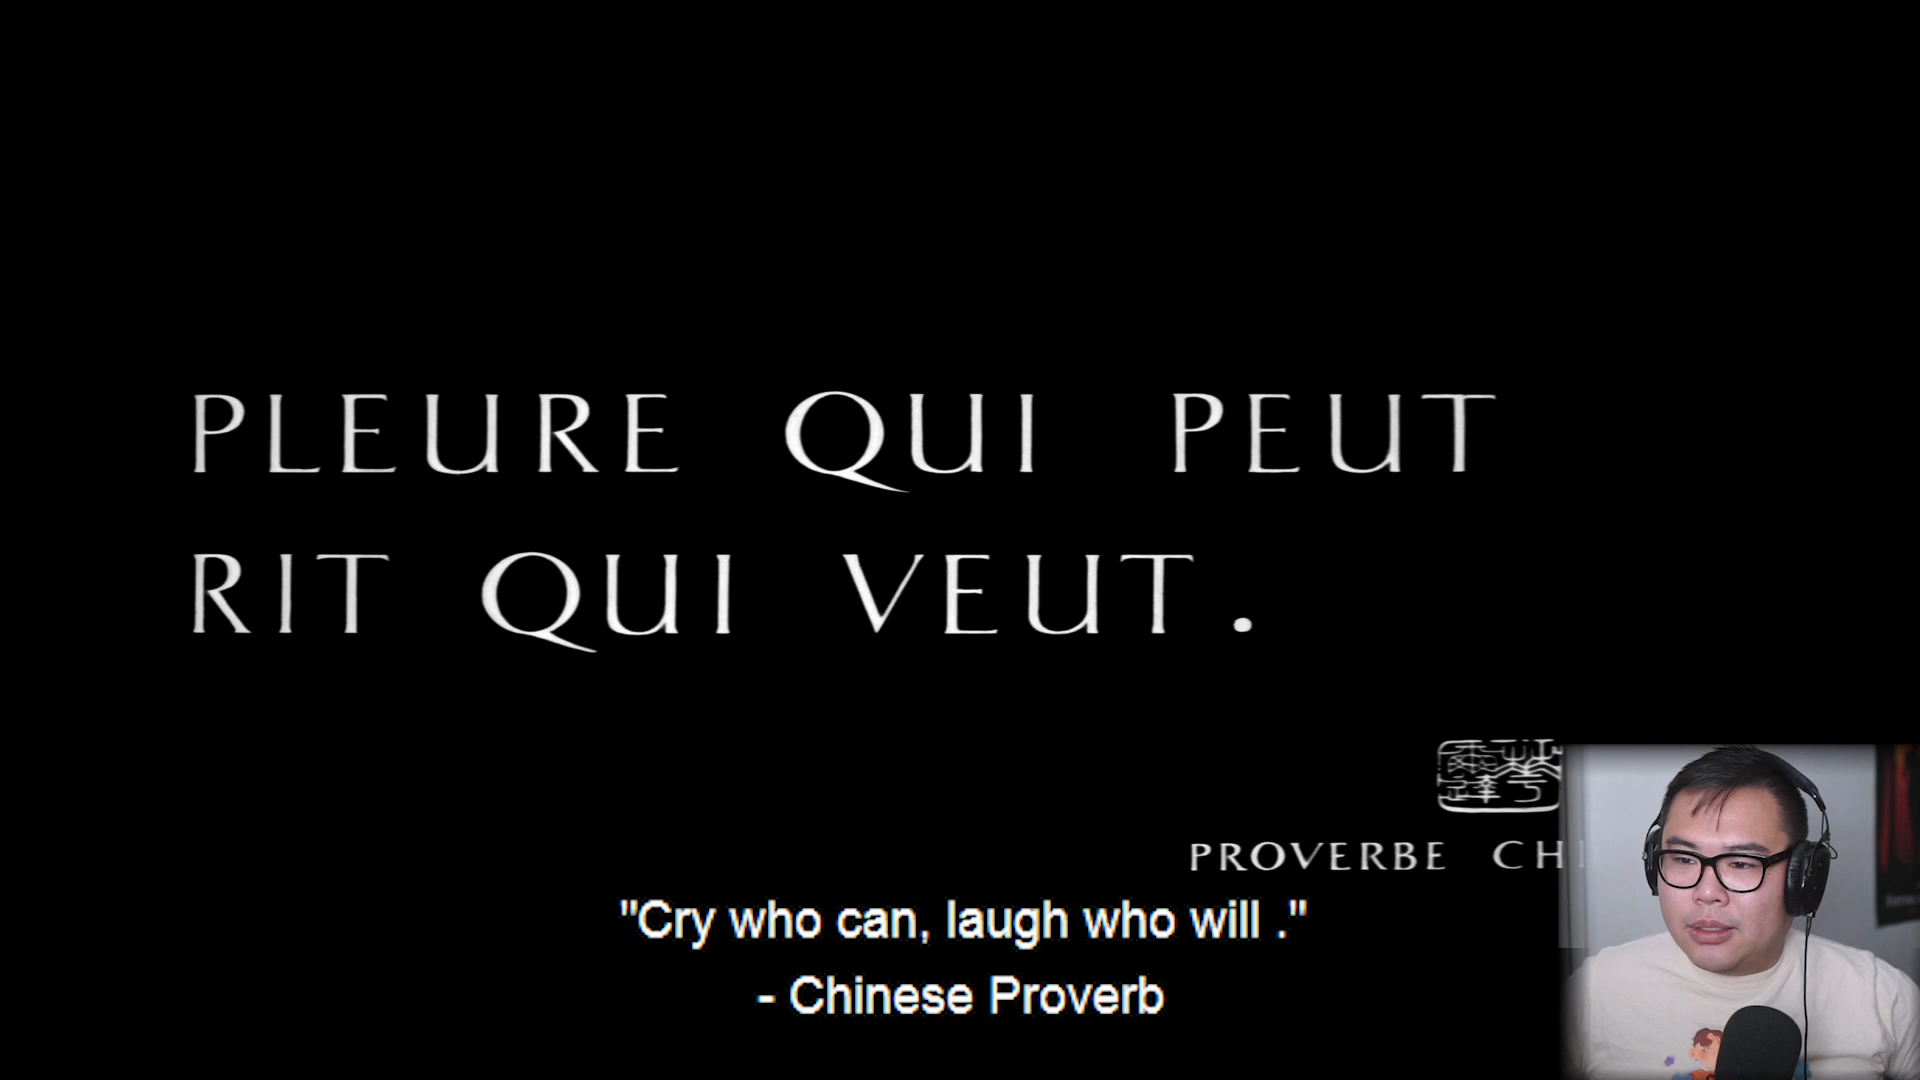 PLEURE QUI PEUT
RIT QUI VEUT.
PROVERBE CHI
"Cry who can, laugh who will ."
- Chinese Proverb